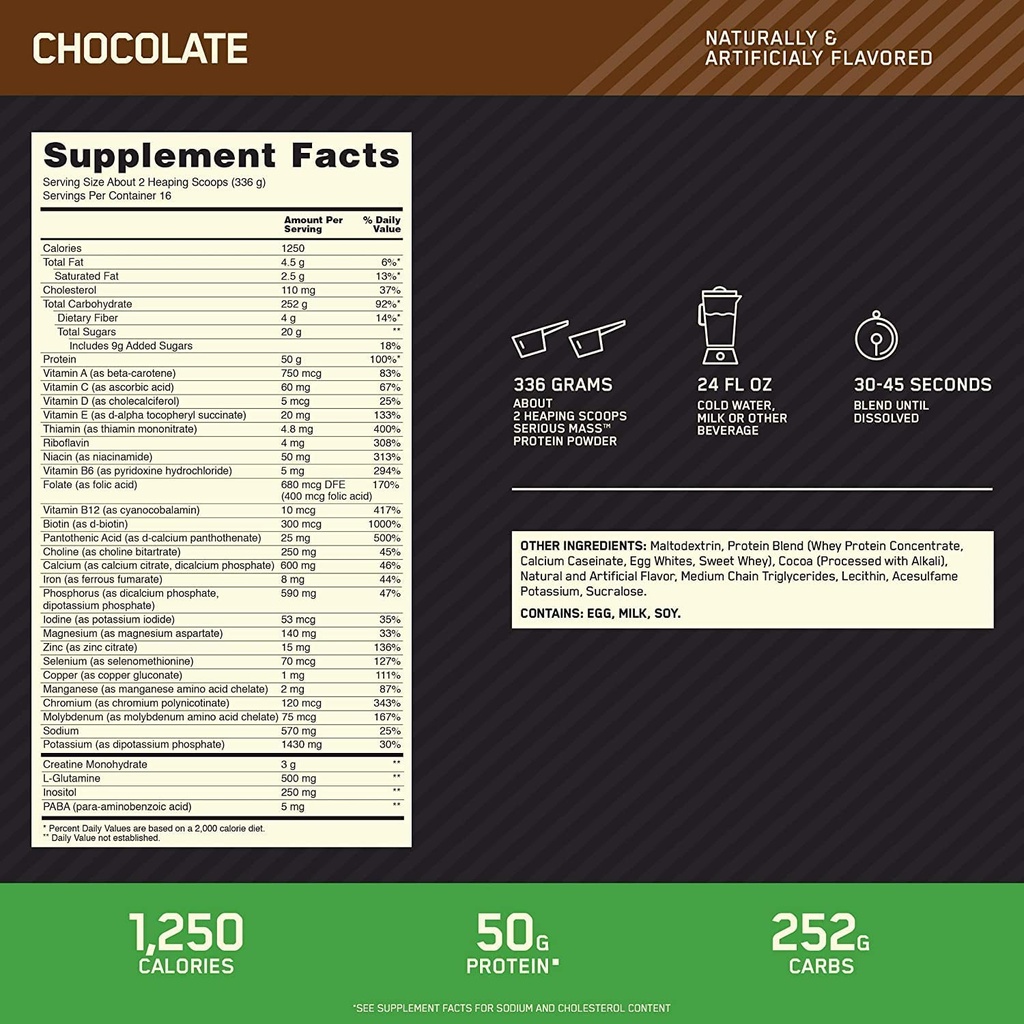 CHOCOLATE
NATURALLY &
ARTIFICIALY FLAVORED
Supplement Facts
Serving Size About 2 Heaping Scoops (336 g)
Servings Per Container 16
Amount Per Serving % Daily Value
Calories 1250
Total Fat 4.5 g 6%*
Saturated Fat 2.5 g 13%*
Cholesterol 110 mg 37%
Total Carbohydrate 252 g 92%*
Dietary Fiber 4 g 14%*
Total Sugars 20 g **
Includes 9g Added Sugars 18%
Protein 50 g 100%*
Vitamin A (as beta-carotene) 750 mcg 83%
Vitamin C (as ascorbic acid) 60 mg 67%
Vitamin D (as cholecalciferol) 5 mcg 25%
Vitamin E (as d-alpha tocopheryl succinate) 20 mg 133%
Thiamin (as thiamin mononitrate) 4.8 mg 400%
Riboflavin 4 mg 308%
Niacin (as niacinamide) 50 mg 313%
Vitamin B6 (as pyridoxine hydrochloride) 5 mg 294%
Folate (as folic acid) 680 mcg DFE 170%
(400 mcg folic acid)
Vitamin B12 (as cyanocobalamin) 10 mcg 417%
Biotin (as d-biotin) 300 mcg 1000%
Pantothenic Acid (as d-calcium panthothenate) 25 mg 500%
Choline (as choline bitartrate) 250 mg 45%
Calcium (as calcium citrate, dicalcium phosphate) 600 mg 46%
Iron (as ferrous fumarate) 8 mg 44%
Phosphorus (as dicalcium phosphate, 590 mg 47%
dipotassium phosphate)
Iodine (as potassium iodide) 53 mcg 35%
Magnesium (as magnesium aspartate) 140 mg 33%
Zinc (as zinc citrate) 15 mg 136%
Selenium (as selenomethionine) 70 mcg 127%
Copper (as copper gluconate) 1 mg 111%
Manganese (as manganese amino acid chelate) 2 mg 87%
Chromium (as chromium polynicotinate) 120 mcg 343%
Molybdenum (as molybdenum amino acid chelate) 75 mcg 167%
Sodium 570 mg 25%
Potassium (as dipotassium phosphate) 1430 mg 30%
Creatine Monohydrate 3 g **
L-Glutamine 500 mg **
Inositol 250 mg **
PABA (para-aminobenzoic acid) 5 mg **
* Percent Daily Values are based on a 2,000 calorie diet.
** Daily Value not established.
336 GRAMS
ABOUT
2 HEAPING SCOOPS
SERIOUS MASS™
PROTEIN POWDER
24 FL OZ
COLD WATER,
MILK OR OTHER
BEVERAGE
30-45 SECONDS
BLEND UNTIL
DISSOLVED
OTHER INGREDIENTS: Maltodextrin, Protein Blend (Whey Protein Concentrate,
Calcium Caseinate, Egg Whites, Sweet Whey), Cocoa (Processed with Alkali),
Natural and Artificial Flavor, Medium Chain Triglycerides, Lecithin, Acesulfame
Potassium, Sucralose.
CONTAINS: EGG, MILK, SOY.
1,250
CALORIES
50G
PROTEIN▪
252G
CARBS
*SEE SUPPLEMENT FACTS FOR SODIUM AND CHOLESTEROL CONTENT